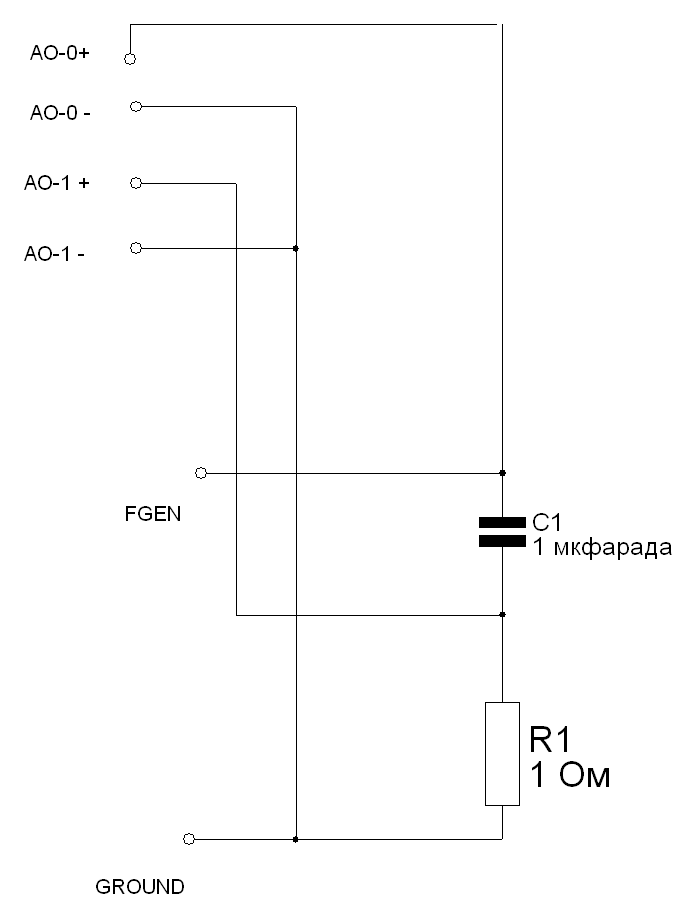 AO-0+
AO-0 -
AO-1 +
AO-1 -
FGEN
C1
1 мкфарада
R1
1 Ом
GROUND